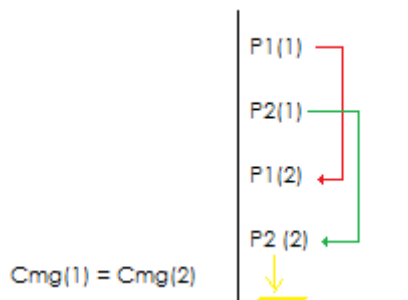 P1(1)
P2(1)
P1(2)
P2 (2)
Cmg(1) = Cmg(2)